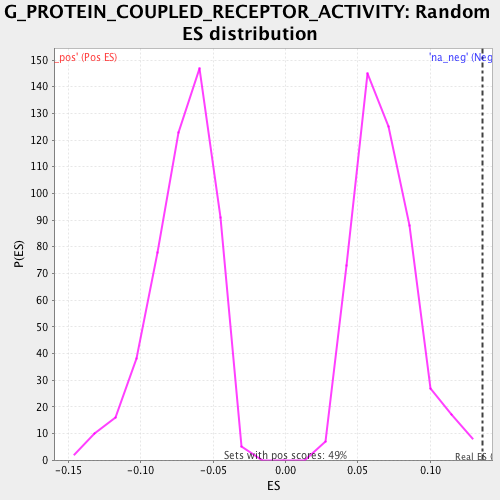 G_PROTEIN_COUPLED_RECEPTOR_ACTIVITY: Random
ES distribution
_pos' (Pos ES)
'na_neg' (Neg
150
140
130
120
110
100
90
80
70
60
50
40
30
20
10
0
P(ES)
Sets with pos scores: 49%
Real ES (
-0.15
-0.10
-0.05
0.00
0.05
0.10
ES